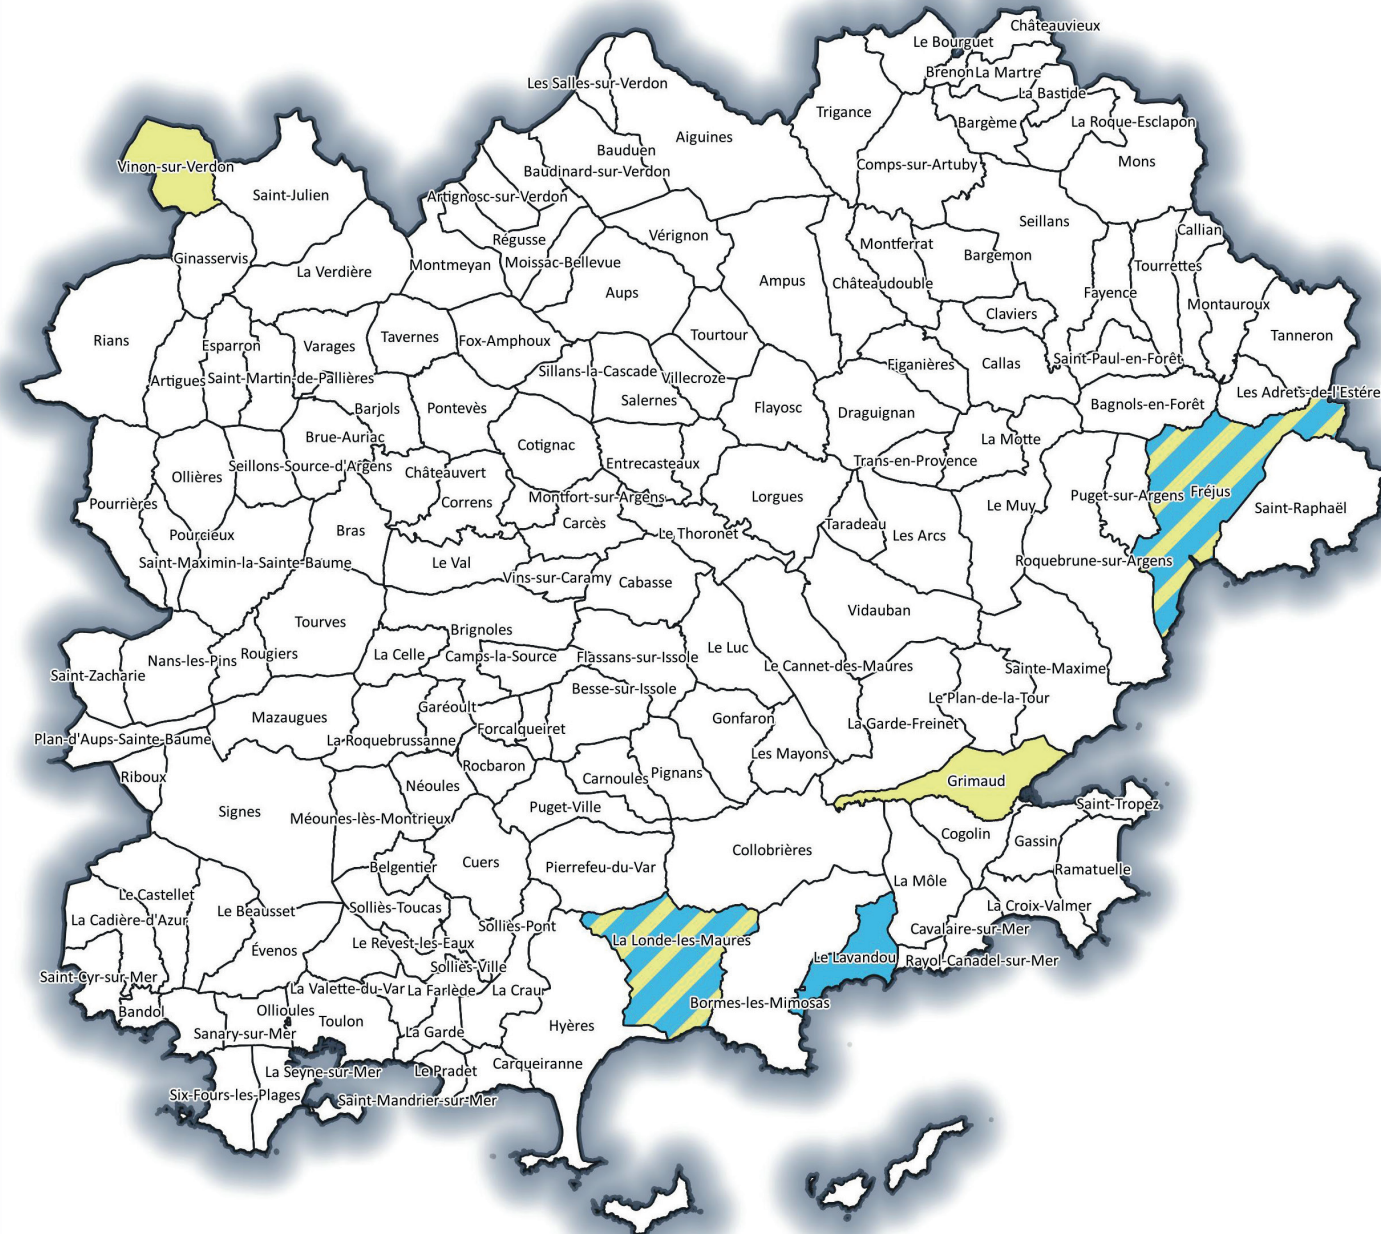 Châteauvieux
Le Bourguet
Brenon
La Martre
Les Salles-sur-Verdon
La Bastide
Trigance
Bargème
La Roque-Esclapon
Aiguines
Bauduen
Mons
Vinon-sur-Verdon
Comps-sur-Artuby
Baudinard-sur-Verdon
Saint-Julien
Artignosc-sur-Verdon
Seillans
Callian
Régusse
Vérignon
Montferrat
Ginasservis
La Verdière
Montmeyan
Moissac-Bellevue
Bargemon
Tourrettes
Aups
Ampus
Châteaudouble
Fayence
Montauroux
Claviers
Rians
Esparron
Varages
Tavernes
Fox-Amphoux
Tourtour
Tanneron
Artigues
Saint-Martin-de-Pallières
Sillans-la-Cascade
Villecroze
Figanières
Callas
Saint-Paul-en-Forêt
Les Adrets-de-l'Estére
Barjols
Pontevès
Salernes
Flayosc
Draguignan
Bagnols-en-Forêt
Brue-Auriac
Cotignac
La Motte
Ollières
Seillons-Source-d'Argens
Châteauvert
Entrecasteaux
Trans-en-Provence
Pourrières
Correns
Montfort-sur-Argens
Lorgues
Le Muy
Puget-sur-Argens
Fréjus
Saint-Raphaël
Pourcieux
Bras
Carcès
Le Thoronet
Taradeau
Les Arcs
Saint-Maximin-la-Sainte-Baume
Le Val
Vins-sur-Caramy
Cabasse
Roquebrune-sur-Argens
Tourves
Brignoles
Vidauban
Saint-Zacharie
Nans-les-Pins
Rougiers
La Celle
Camps-la-Source
Flassans-sur-Issole
Le Luc
Le Cannet-des-Maures
Sainte-Maxime
Mazaugues
Garéoult
Besse-sur-Issole
Le Plan-de-la-Tour
Plan-d'Aups-Sainte-Baume
La Roquebrussanne
Forcalqueiret
Gonfaron
La Garde-Freinet
Riboux
Rocbaron
Carnoules
Pignans
Les Mayons
Signes
Néoules
Grimaud
Méounes-lès-Montrieux
Puget-Ville
Saint-Tropez
Cogolin
Gassin
Belgentier
Cuers
Pierrefeu-du-Var
Collobrières
Ramatuelle
Le Castellet
La Môle
La Cadière-d'Azur
Le Beausset
Solliès-Toucas
La Croix-Valmer
Solliès-Pont
Cavalaire-sur-Mer
Évenos
Le Revest-les-Eaux
La Londe-les-Maures
Le Lavandou
Rayol-Canadel-sur-Mer
Saint-Cyr-sur-Mer
Solliès-Ville
La Valette-du-Var
La Farlède
La Crau
Bandol
Ollioules
Bormes-les-Mimosas
Sanary-sur-Mer
Toulon
La Garde
Hyères
La Seyne-sur-Mer
Le Pradet
Carqueiranne
Six-Fours-les-Plages
Saint-Mandrier-sur-Mer